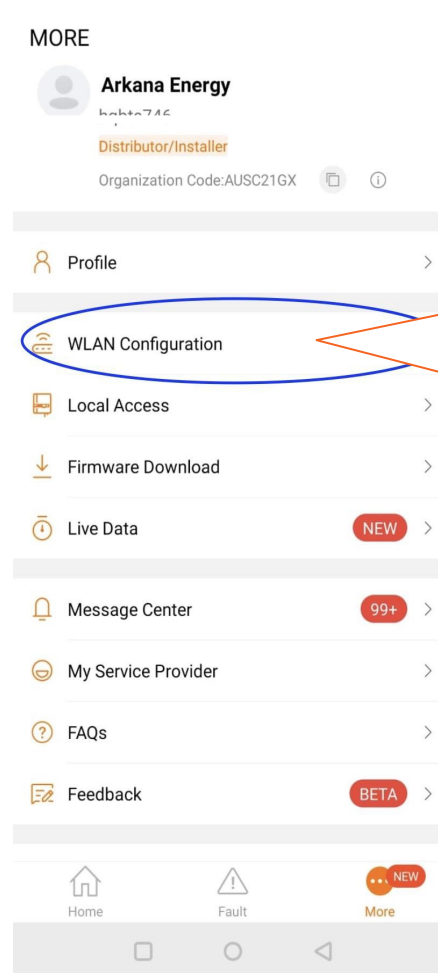 MORE
Arkana Energy
Distributor/Installer
Organization Code:AUSC21GX
Profile
WLAN Configuration
Local Access
Firmware Download
Live Data NEW
Message Center 99+
My Service Provider
FAQs
Feedback BETA
NEW
Home Fault More